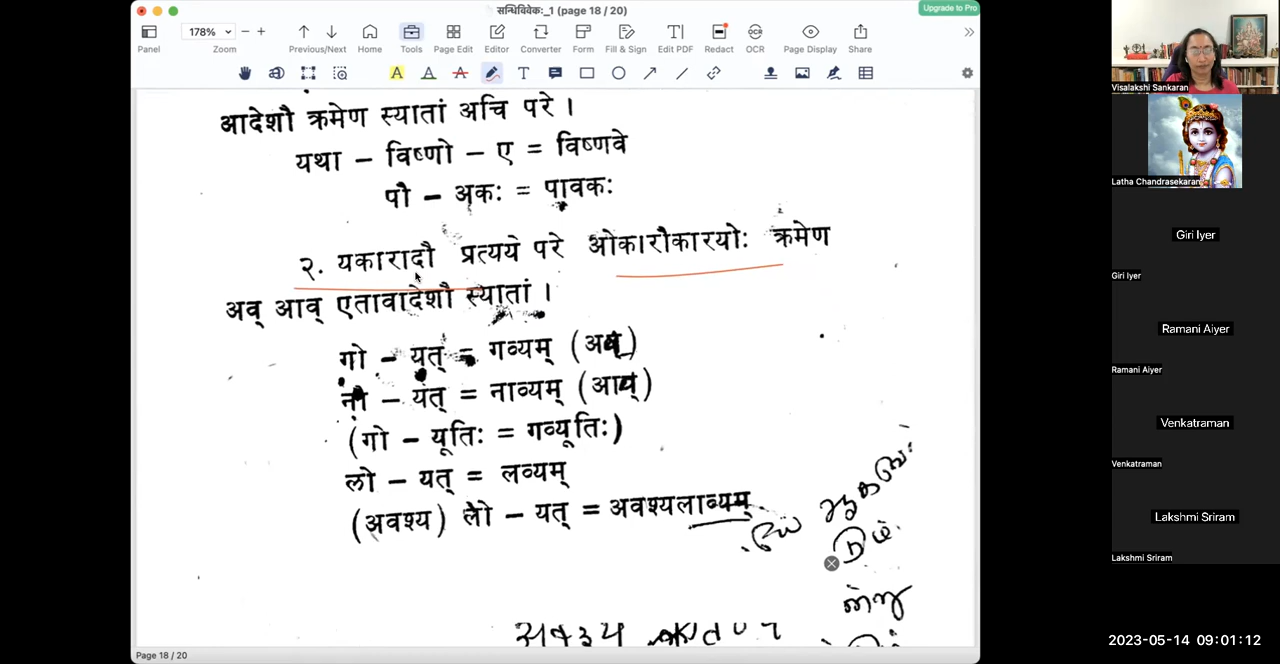 सन्धिविवेकः_1 (page 18 / 20)
Upgrade to Pro
178%
Panel Zoom Previous/Next Home Tools Page Edit Editor Converter Form Fill & Sign Edit PDF Redact OCR Page Display Share
आदेशौ क्रमेण स्यातां अचि परे ।
यथा – विष्णो – ए = विष्णवे
पौ – अकः = पावकः
२. यकारादौ प्रत्यये परे ओकारौकारयोः क्रमेण
अव् आव् एतावादेशौ स्यातां ।
गो – यत् = गव्यम् (अव्)
नौ – यत् = नाव्यम् (आव्)
(गो – यूतिः = गव्यूतिः)
लो – यत् = लव्यम्
(अवश्य) लौ – यत् = अवश्यलाव्यम्
Page 18 / 20
Visalakshi Sankaran
Latha Chandrasekaran
Giri Iyer
Giri Iyer
Ramani Aiyer
Ramani Aiyer
Venkatraman
Venkatraman
Lakshmi Sriram
Lakshmi Sriram
2023-05-14 09:01:12